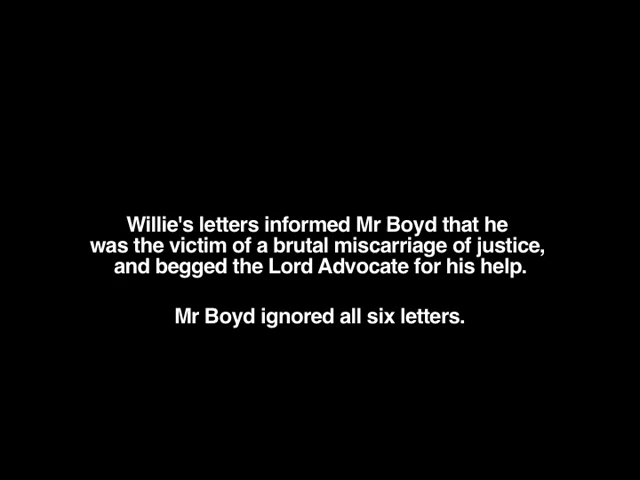 Willie's letters informed Mr Boyd that he
was the victim of a brutal miscarriage of justice,
and begged the Lord Advocate for his help.
Mr Boyd ignored all six letters.